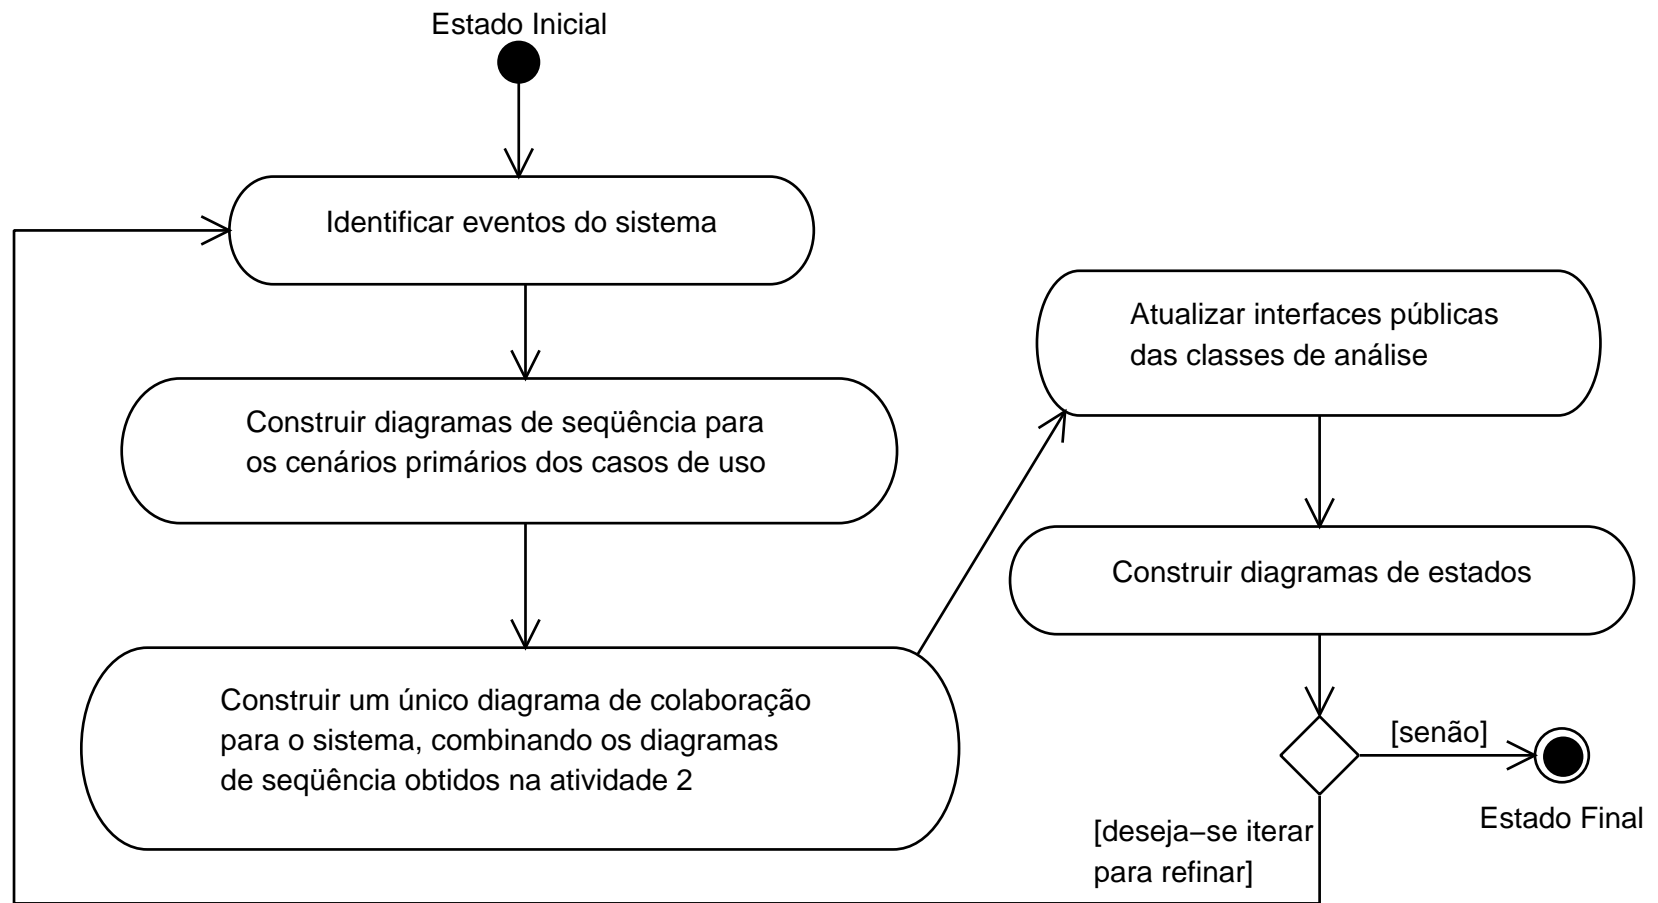 Estado Inicial
Identificar eventos do sistema
Construir diagramas de seqüência para
os cenários primários dos casos de uso
Construir um único diagrama de colaboração
para o sistema, combinando os diagramas
de seqüência obtidos na atividade 2
Atualizar interfaces públicas
das classes de análise
Construir diagramas de estados
[senão]
Estado Final
[deseja−se iterar
para refinar]